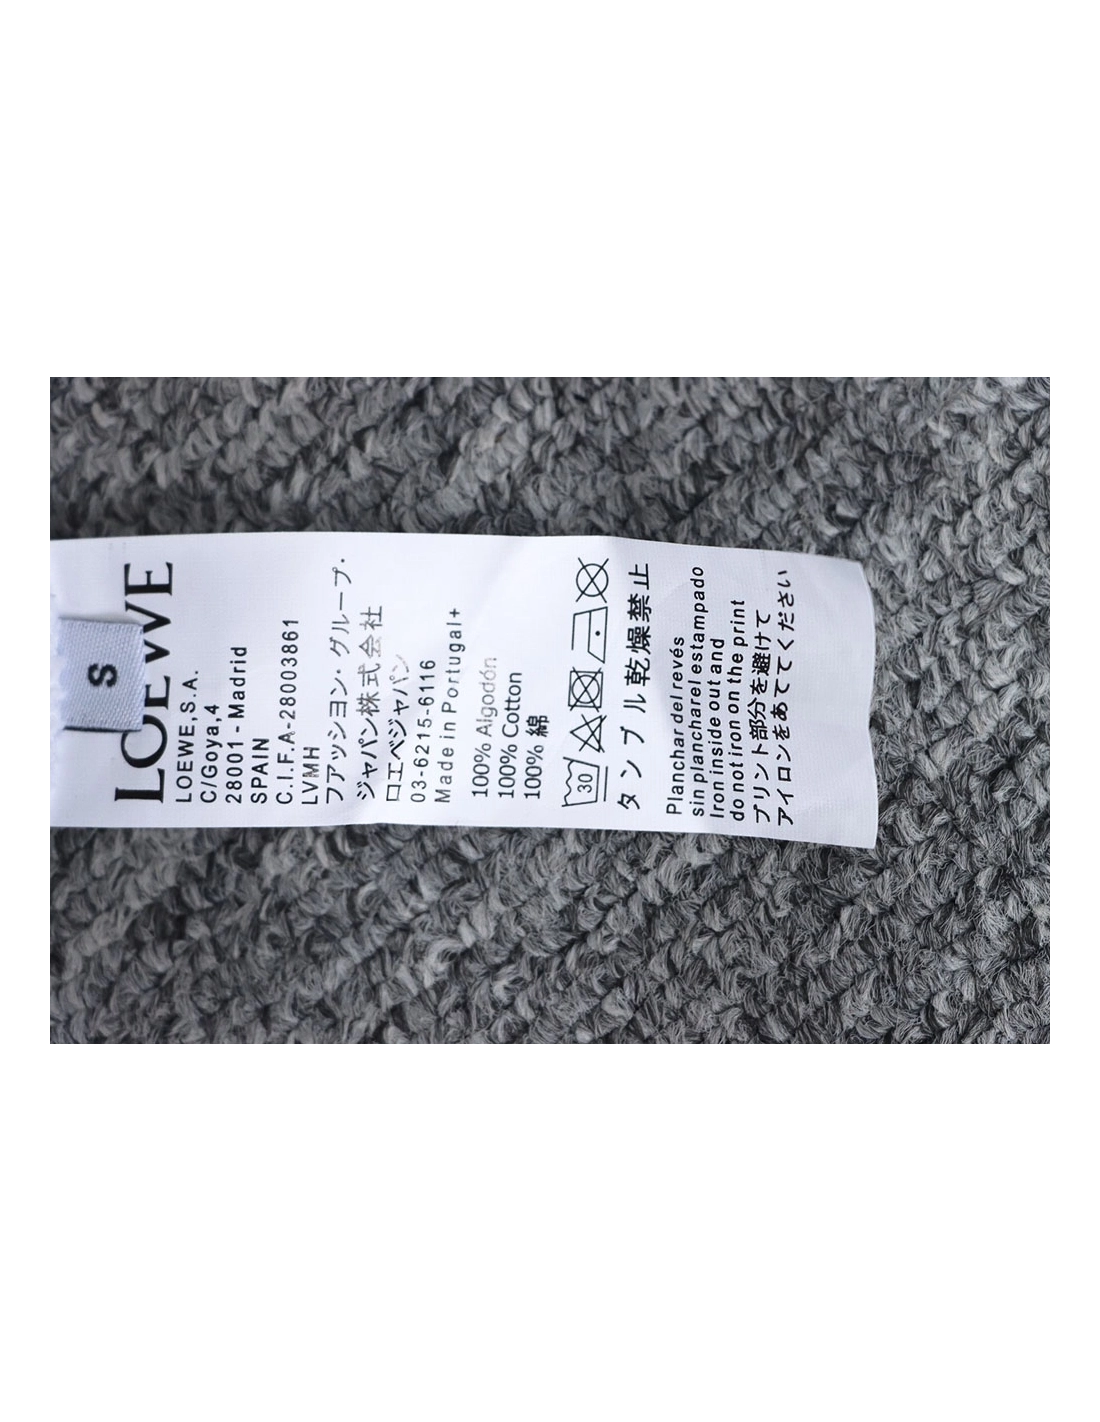 S
LOEWE
LOEWE,S.A.
C/Goya,4
28001-Madrid
SPAIN
C.I.F.A-28003861
LVMH
フアッシヨン・グループ・
ジャパン株式会社
ロエベジャパン
03-6215-6116
Made in Portugal+
100% Algodón
100% Cotton
100% 綿
30
タンブル乾燥禁止
Planchar del revés
sin planchar el estampado
Iron inside out and
do not iron on the print
プリント部分を避けて
アイロンをあててください